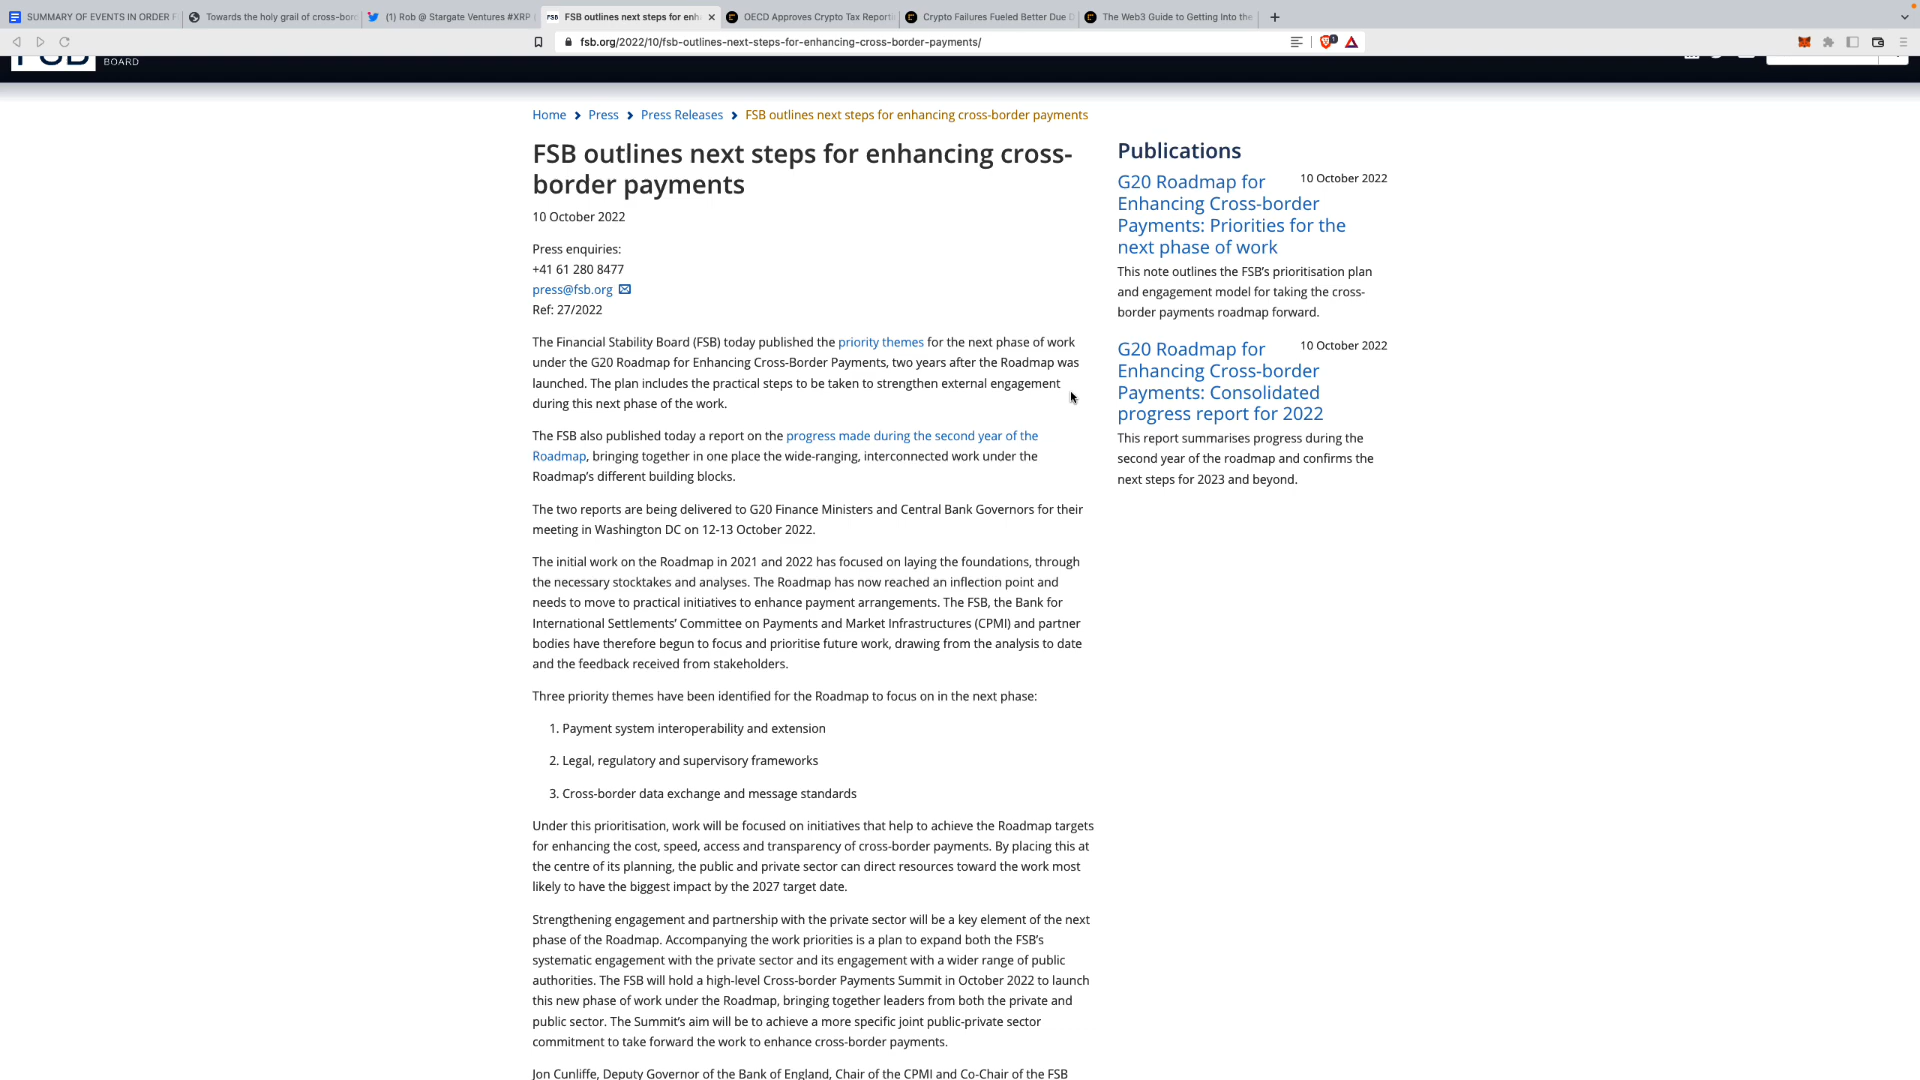 SUMMARY OF EVENTS IN ORDER F
Towards the holy grail of cross-bord
(1) Rob @ Stargate Ventures #XRP
FSB outlines next steps for enh
OECD Approves Crypto Tax Reporti
Crypto Failures Fueled Better Due D
The Web3 Guide to Getting Into the
fsb.org/2022/10/fsb-outlines-next-steps-for-enhancing-cross-border-payments/
BOARD
Home > Press > Press Releases > FSB outlines next steps for enhancing cross-border payments
FSB outlines next steps for enhancing cross-
border payments
10 October 2022
Press enquiries:
+41 61 280 8477
press@fsb.org
Ref: 27/2022
The Financial Stability Board (FSB) today published the priority themes for the next phase of work
under the G20 Roadmap for Enhancing Cross-Border Payments, two years after the Roadmap was
launched. The plan includes the practical steps to be taken to strengthen external engagement
during this next phase of the work.
The FSB also published today a report on the progress made during the second year of the
Roadmap, bringing together in one place the wide-ranging, interconnected work under the
Roadmap's different building blocks.
The two reports are being delivered to G20 Finance Ministers and Central Bank Governors for their
meeting in Washington DC on 12-13 October 2022.
The initial work on the Roadmap in 2021 and 2022 has focused on laying the foundations, through
the necessary stocktakes and analyses. The Roadmap has now reached an inflection point and
needs to move to practical initiatives to enhance payment arrangements. The FSB, the Bank for
International Settlements' Committee on Payments and Market Infrastructures (CPMI) and partner
bodies have therefore begun to focus and prioritise future work, drawing from the analysis to date
and the feedback received from stakeholders.
Three priority themes have been identified for the Roadmap to focus on in the next phase:
1. Payment system interoperability and extension
2. Legal, regulatory and supervisory frameworks
3. Cross-border data exchange and message standards
Under this prioritisation, work will be focused on initiatives that help to achieve the Roadmap targets
for enhancing the cost, speed, access and transparency of cross-border payments. By placing this at
the centre of its planning, the public and private sector can direct resources toward the work most
likely to have the biggest impact by the 2027 target date.
Strengthening engagement and partnership with the private sector will be a key element of the next
phase of the Roadmap. Accompanying the work priorities is a plan to expand both the FSB's
systematic engagement with the private sector and its engagement with a wider range of public
authorities. The FSB will hold a high-level Cross-border Payments Summit in October 2022 to launch
this new phase of work under the Roadmap, bringing together leaders from both the private and
public sector. The Summit's aim will be to achieve a more specific joint public-private sector
commitment to take forward the work to enhance cross-border payments.
Jon Cunliffe, Deputy Governor of the Bank of England, Chair of the CPMI and Co-Chair of the FSB
Publications
G20 Roadmap for 10 October 2022
Enhancing Cross-border
Payments: Priorities for the
next phase of work
This note outlines the FSB's prioritisation plan
and engagement model for taking the cross-
border payments roadmap forward.
G20 Roadmap for 10 October 2022
Enhancing Cross-border
Payments: Consolidated
progress report for 2022
This report summarises progress during the
second year of the roadmap and confirms the
next steps for 2023 and beyond.